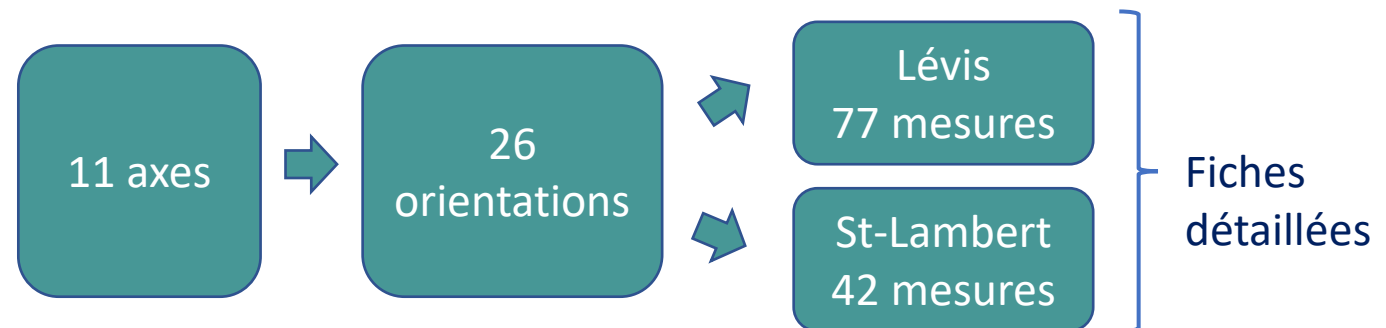 11 axes
26
orientations
Lévis
77 mesures
St-Lambert
42 mesures
Fiches
détaillées